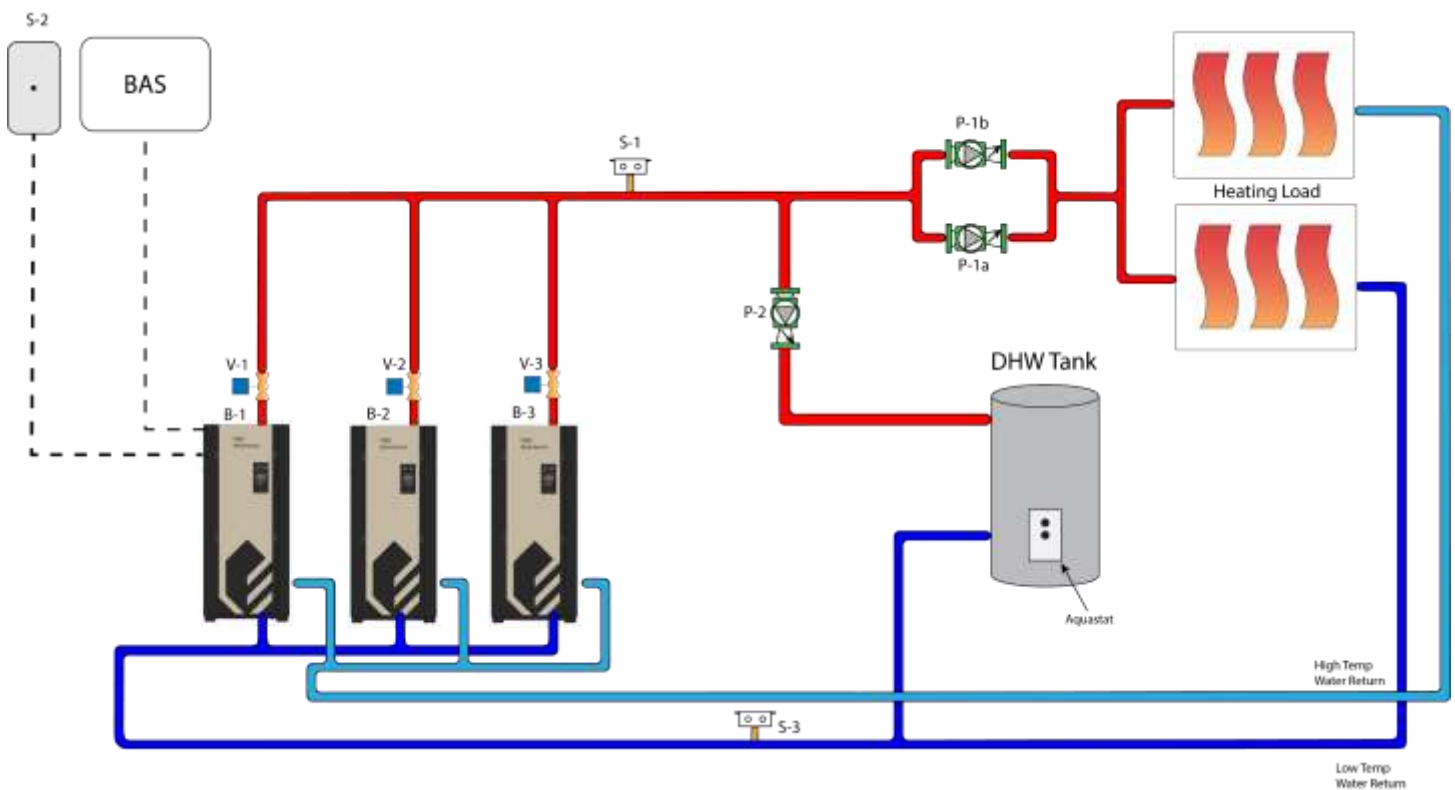 S-2
BAS
S-1
P-1b
Heating Load
P-1a
P-2
DHW Tank
V-1
V-2
V-3
B-1
B-2
B-3
Aquastat
High Temp
Water Return
S-3
Low Temp
Water Return